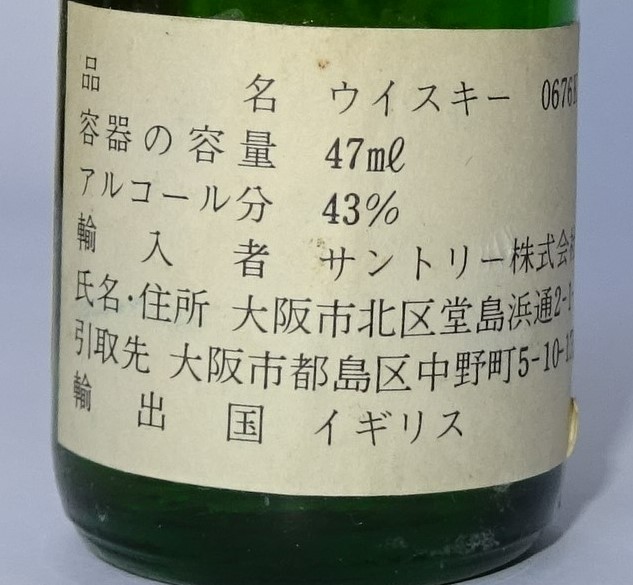 品名 ウイスキー 0676
容器の容量 47mℓ
アルコール分 43%
輸入者 サントリー株式会
氏名・住所 大阪市北区堂島浜通2-1-
引取先 大阪市都島区中野町5-10-
輸出国 イギリス